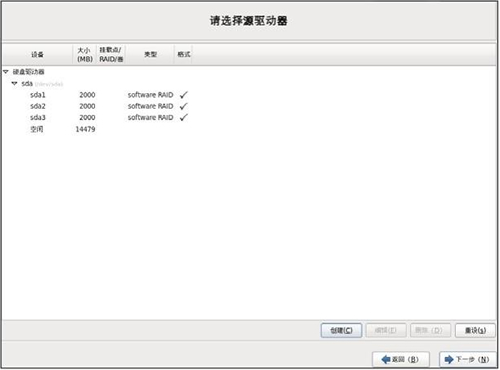 请选择源驱动器
设备 大小(MB) 挂载点/RAID/卷 类型 格式
硬盘驱动器
sda (/dev/sda)
sda1 2000 software RAID ✓
sda2 2000 software RAID ✓
sda3 2000 software RAID ✓
空闲 14479
创建(C) 编辑(E) 删除(D) 重设(s)
返回(B) 下一步(N)